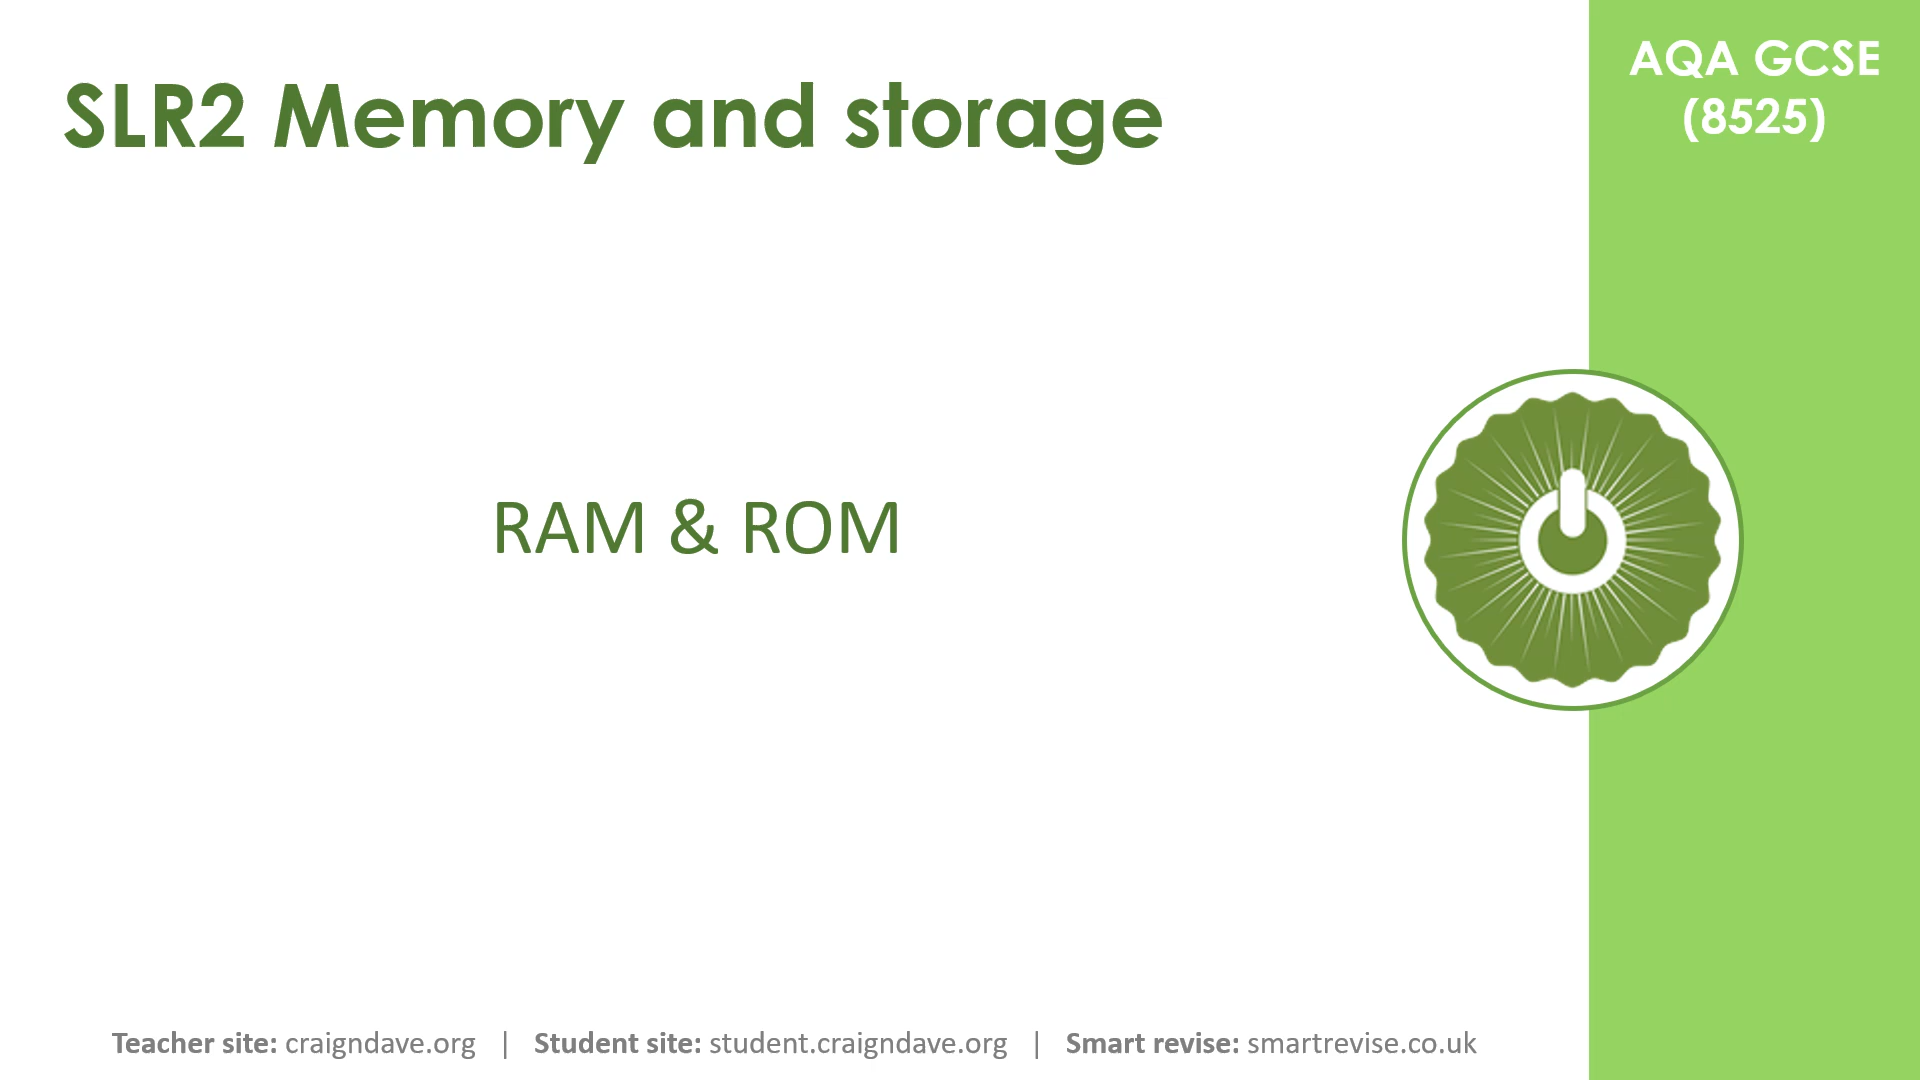 SLR2 Memory and storage
AQA GCSE
(8525)
RAM & ROM
Teacher site: craigndave.org | Student site: student.craigndave.org | Smart revise: smartrevise.co.uk